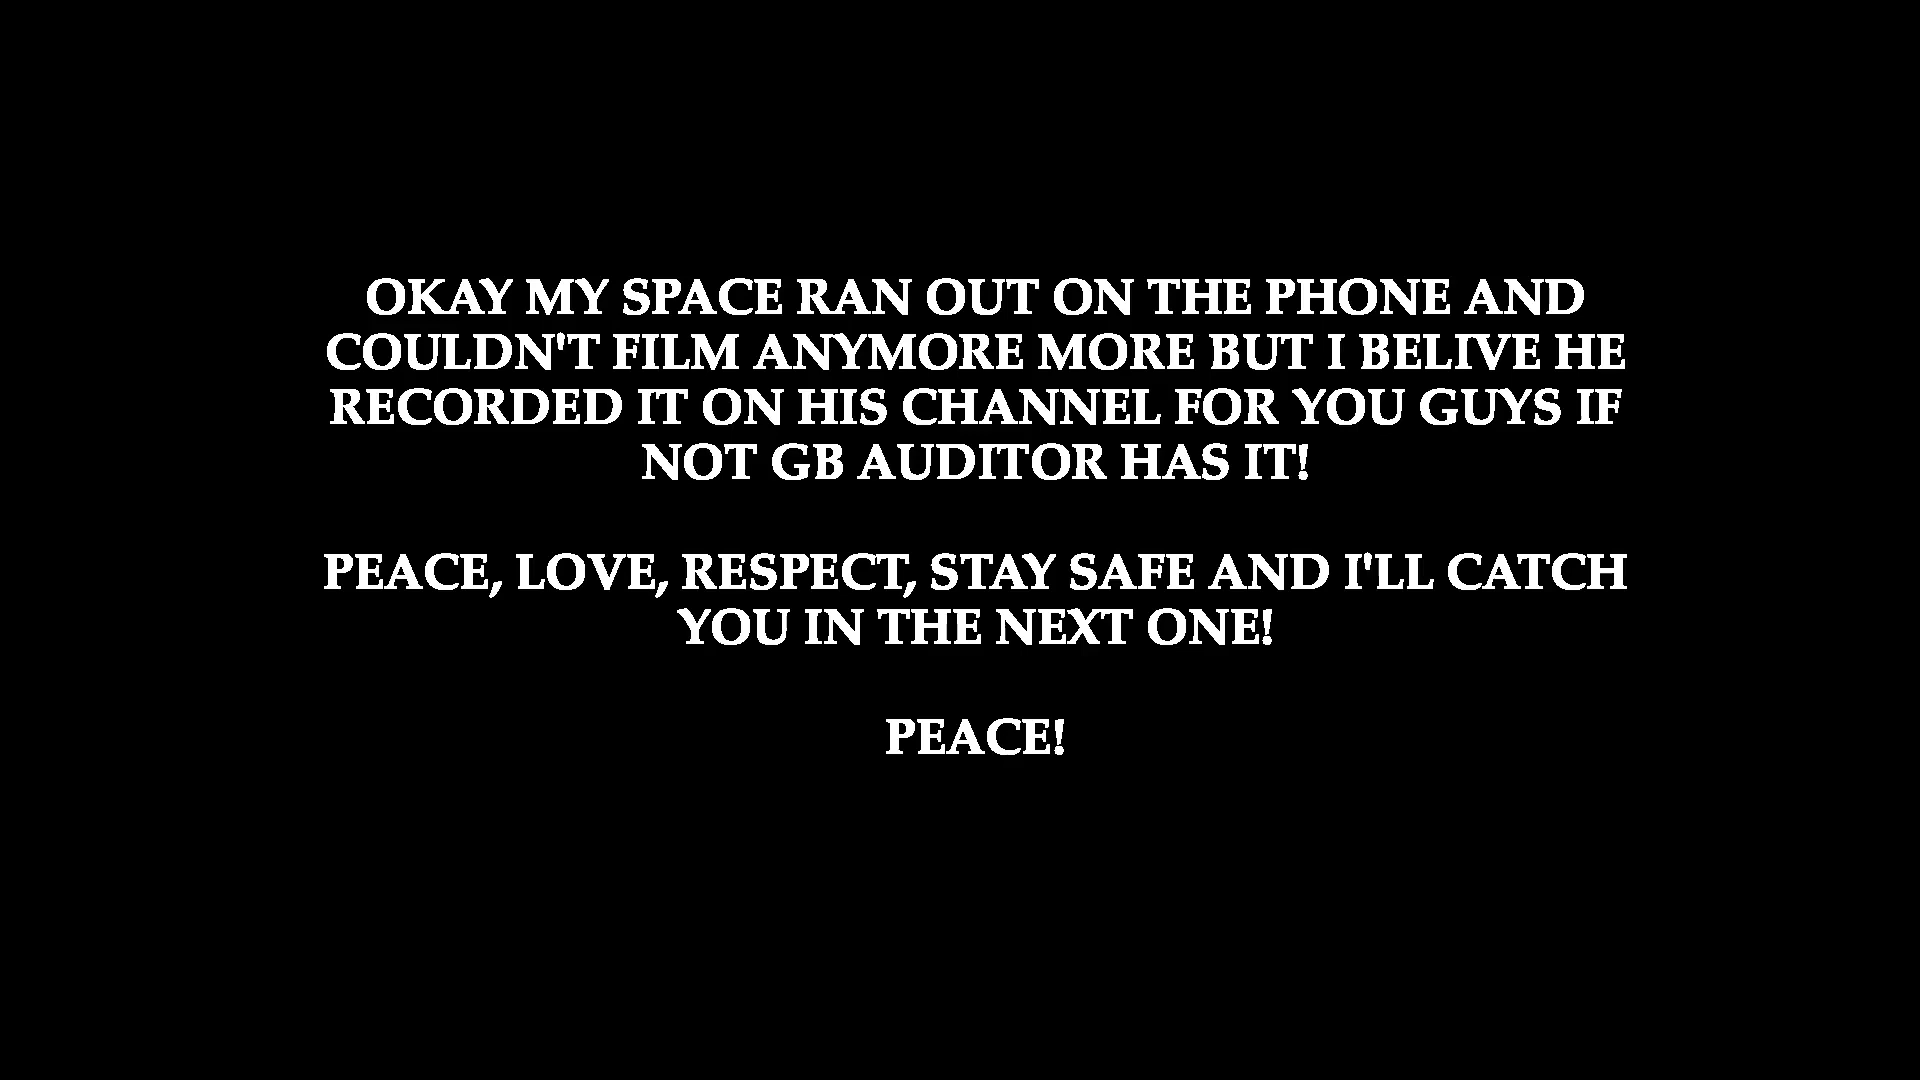 OKAY MY SPACE RAN OUT ON THE PHONE AND
COULDN'T FILM ANYMORE MORE BUT I BELIVE HE
RECORDED IT ON HIS CHANNEL FOR YOU GUYS IF
NOT GB AUDITOR HAS IT!
PEACE, LOVE, RESPECT, STAY SAFE AND I'LL CATCH
YOU IN THE NEXT ONE!
PEACE!